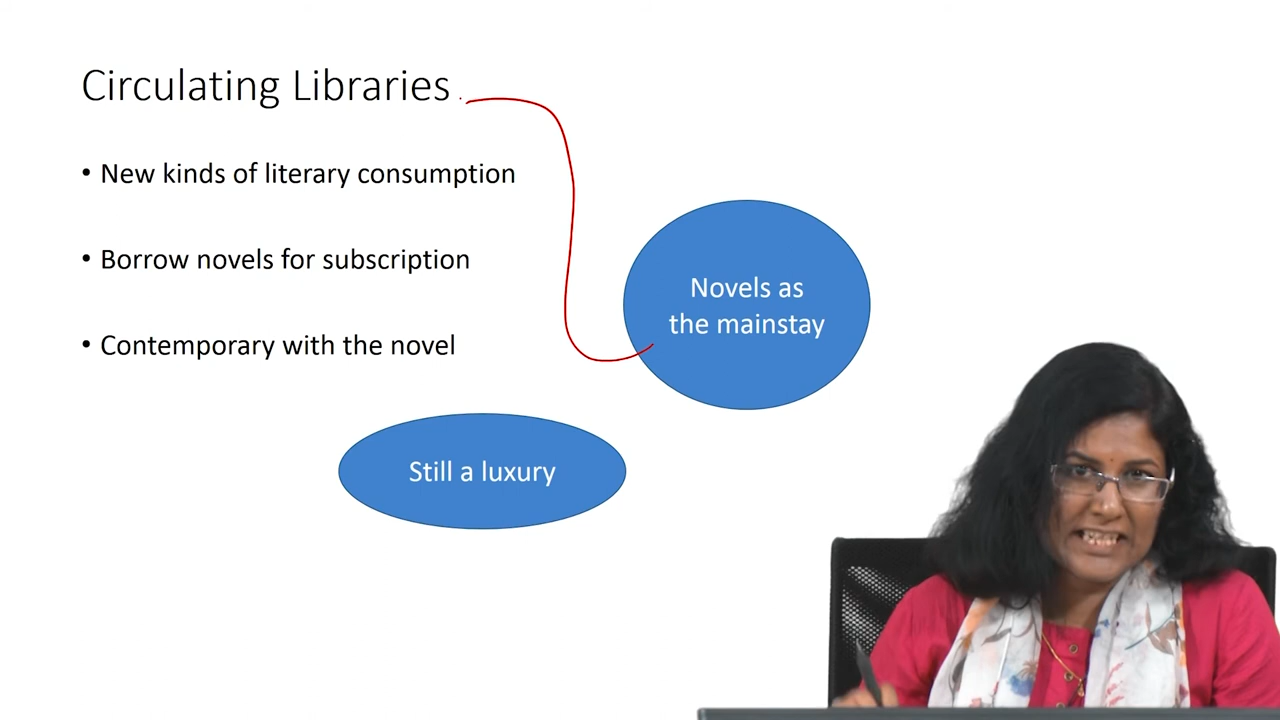 Circulating Libraries
• New kinds of literary consumption
• Borrow novels for subscription
• Contemporary with the novel
Novels as
the mainstay
Still a luxury